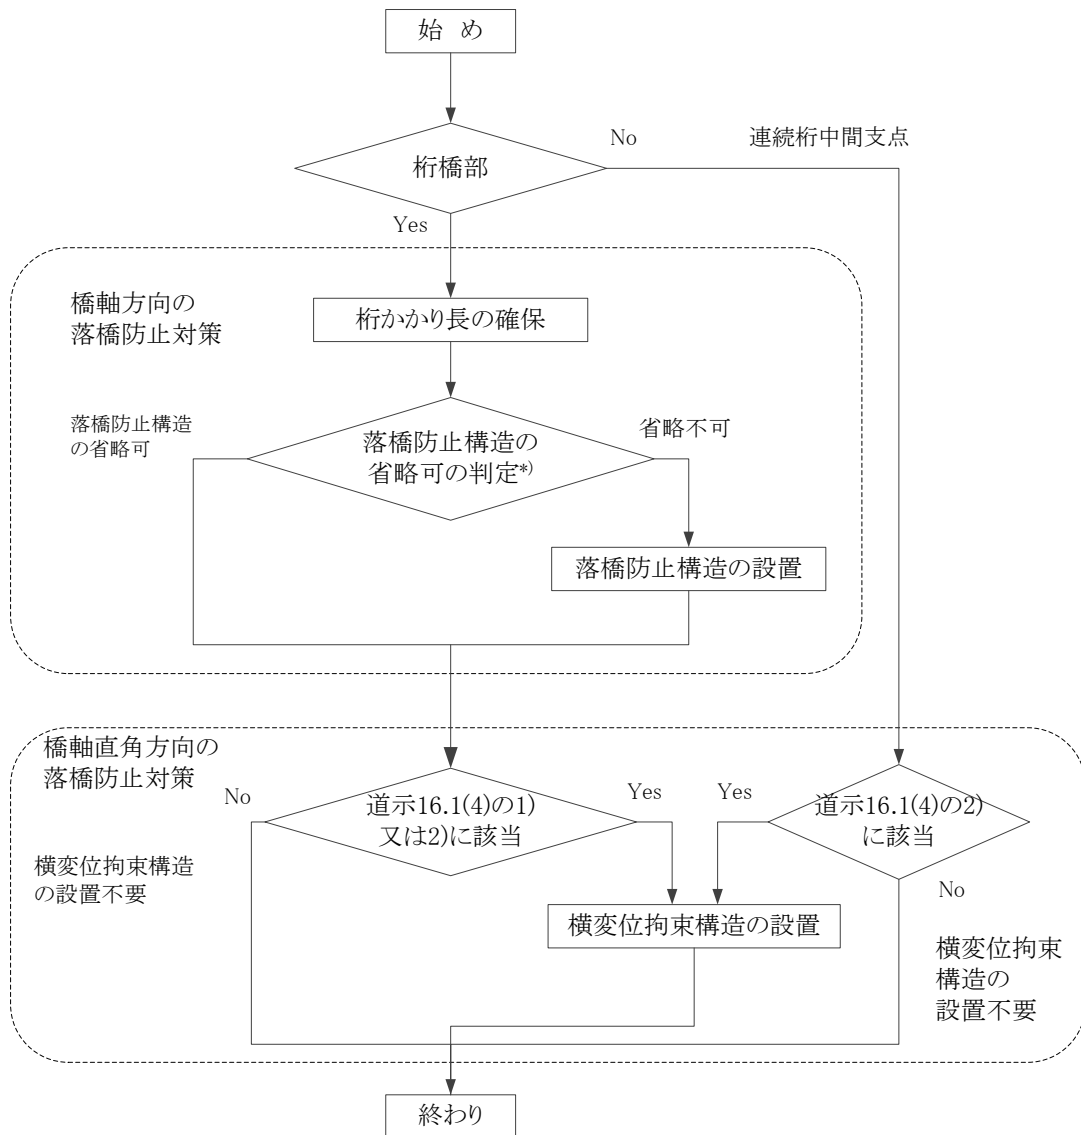 始 め
No
連続桁中間支点
桁橋部
Yes
橋軸方向の
落橋防止対策
桁かかり長の確保
落橋防止構造
の省略可
落橋防止構造の
省略可の判定*)
省略不可
落橋防止構造の設置
橋軸直角方向の
落橋防止対策
No
道示16.1(4)の1)
又は2)に該当
Yes
Yes
道示16.1(4)の2)
に該当
横変位拘束構造
の設置不要
No
横変位拘束構造の設置
横変位拘束
構造の
設置不要
終わり